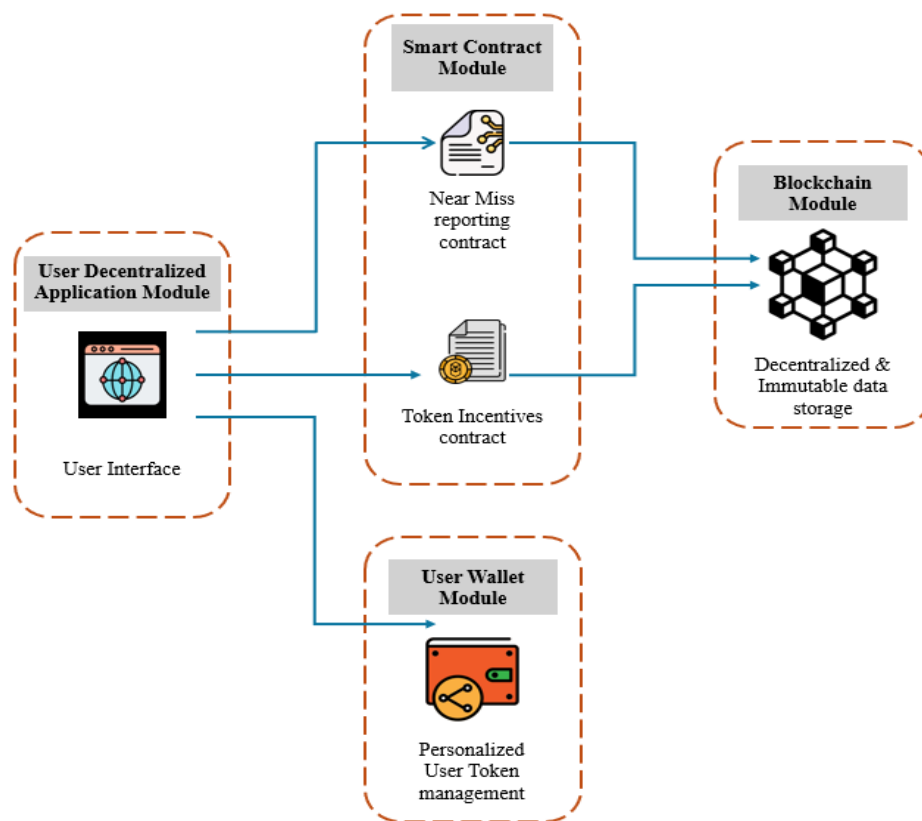 Smart Contract
Module
Near Miss
reporting
contract
Token Incentives
contract
User Decentralized
Application Module
User Interface
Blockchain
Module
Decentralized &
Immutable data
storage
User Wallet
Module
Personalized
User Token
management